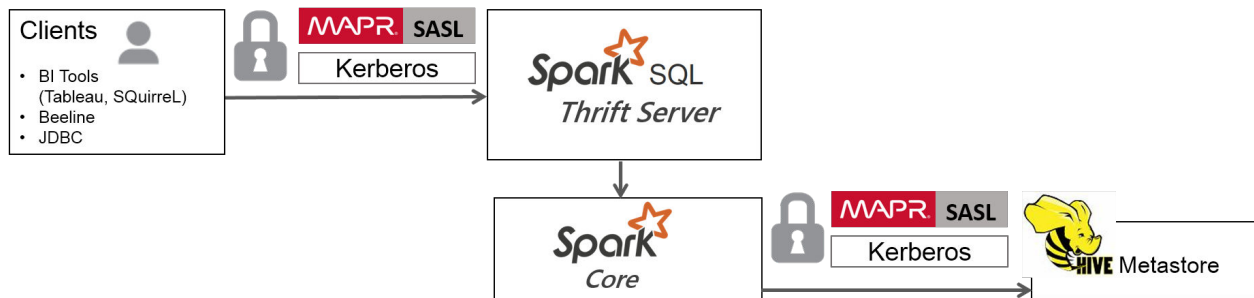 Clients
• BI Tools
(Tableau, SQuirreL)
• Beeline
• JDBC
MAPR. SASL
Kerberos
Spark SQL
Thrift Server
Spark
Core
MAPR. SASL
Kerberos
HIVE Metastore